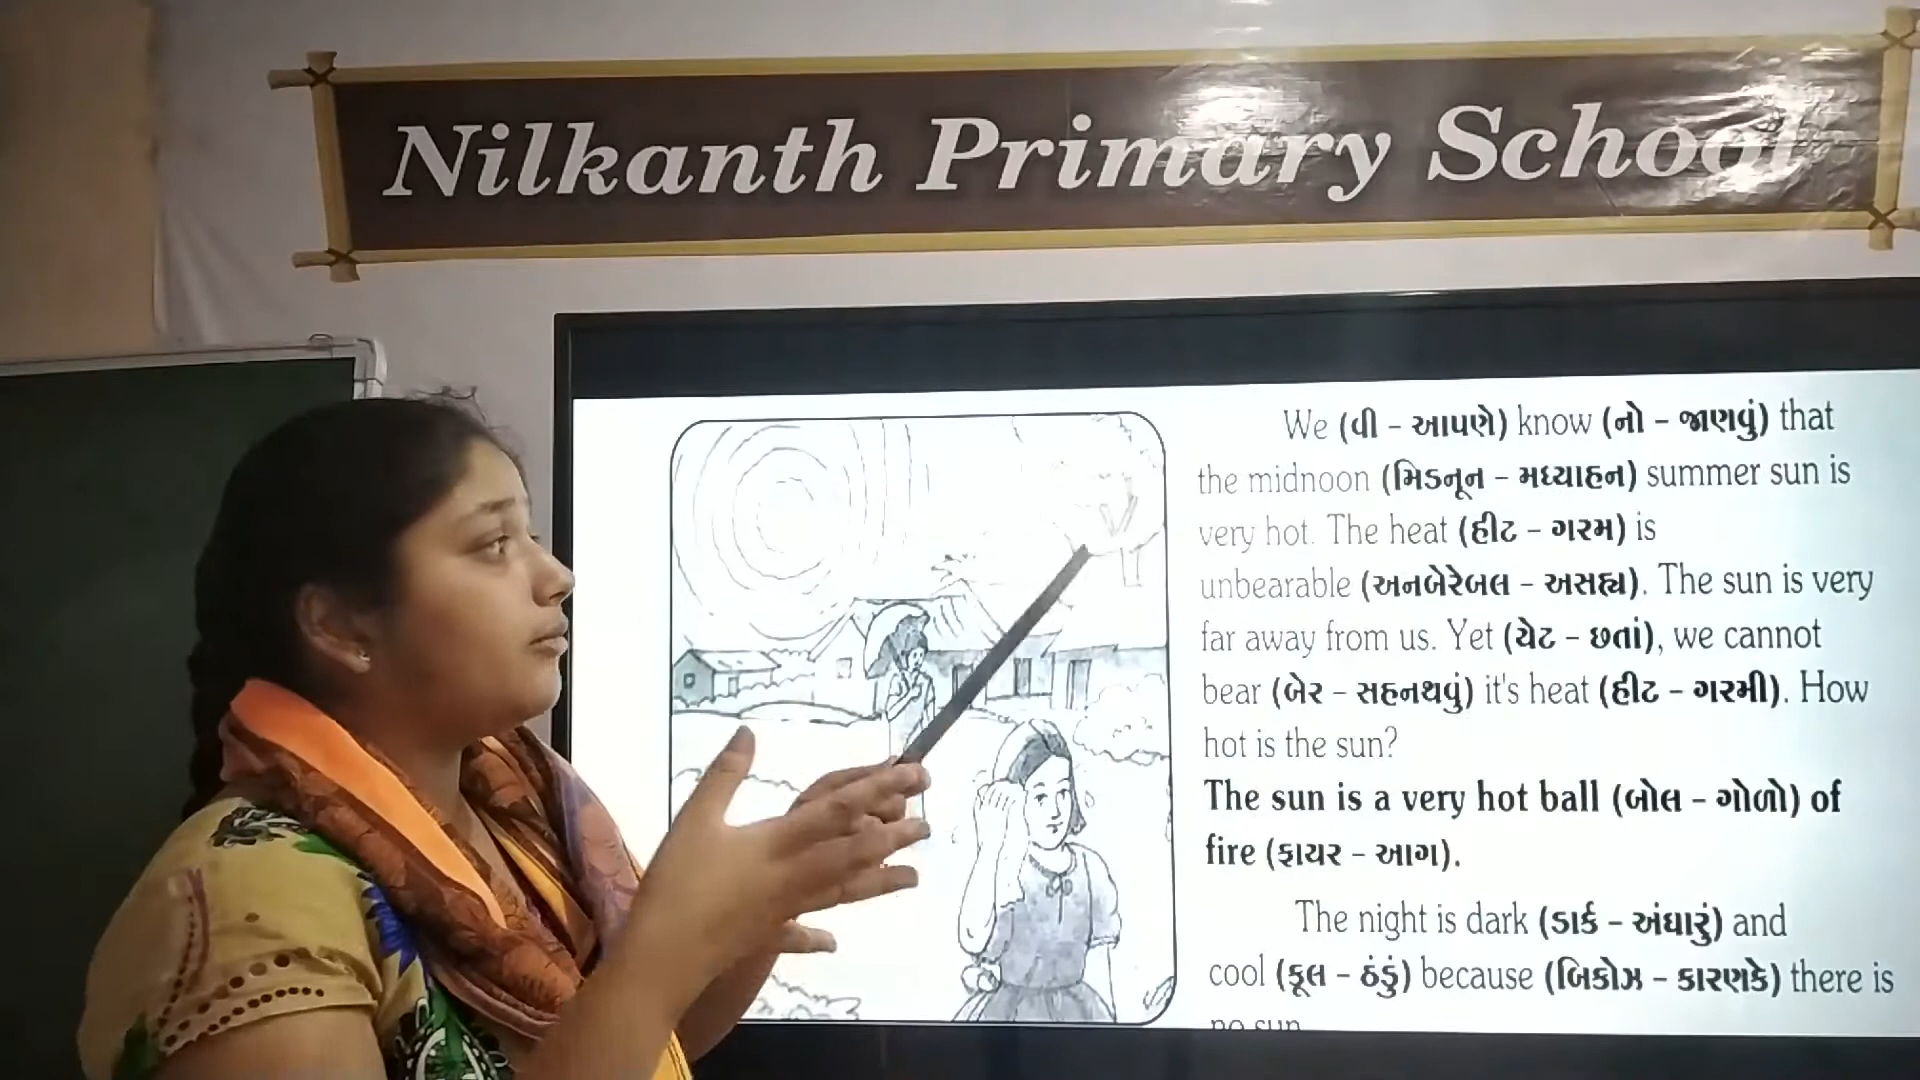 Nilkanth Primary School
We (વી - આપણે) know (નો - જાણવું) that
the midnoon (મિડનૂન - મધ્યાહન) summer sun is
very hot. The heat (હીટ - ગરમ) is
unbearable (અનબેરેબલ - અસહ્ય). The sun is very
far away from us. Yet (યેટ - છતાં), we cannot
bear (બેર - સહનથવું) it's heat (હીટ - ગરમી). How
hot is the sun?
The sun is a very hot ball (બોલ - ગોળો) of
fire (ફાયર - આગ).
The night is dark (ડાર્ક - અંધારું) and
cool (કૂલ - ઠંડું) because (બિકોઝ - કારણકે) there is
no sun